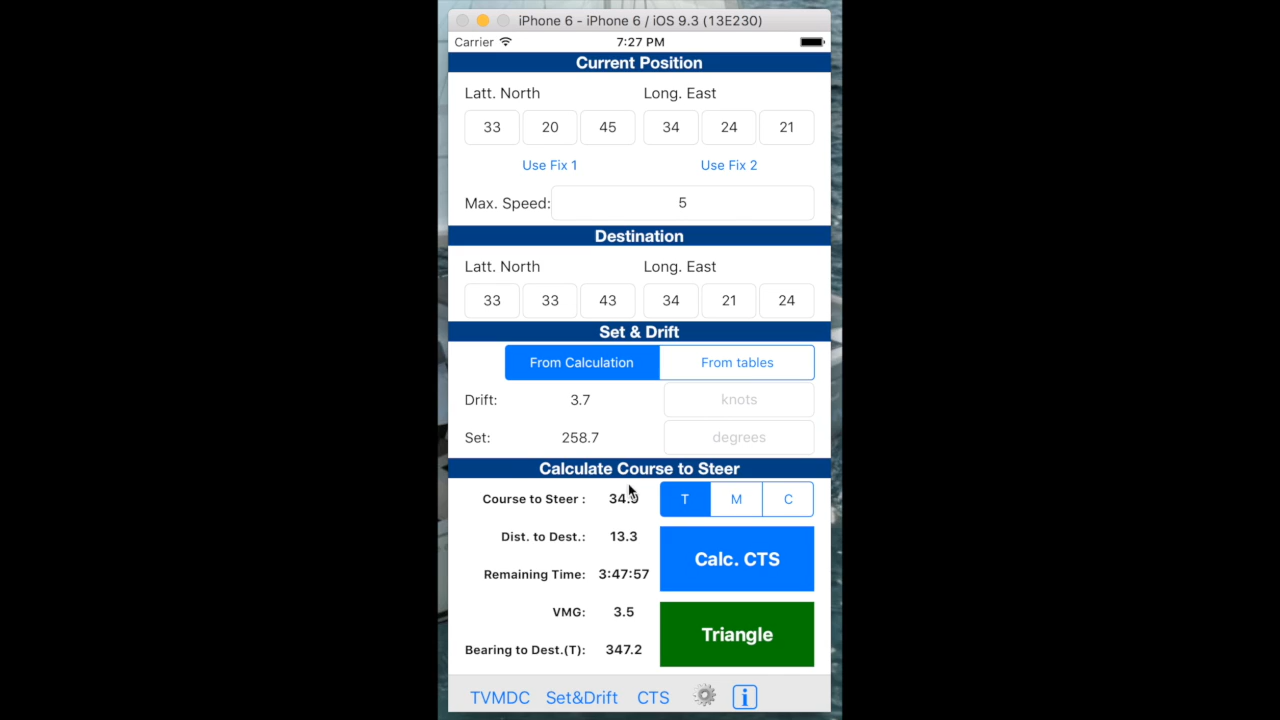 iPhone 6 - iPhone 6 / iOS 9.3 (13E230)
Carrier 7:27 PM
Current Position
Latt. North Long. East
33 20 45 34 24 21
Use Fix 1 Use Fix 2
Max. Speed: 5
Destination
Latt. North Long. East
33 33 43 34 21 24
Set & Drift
From Calculation From tables
Drift: 3.7 knots
Set: 258.7 degrees
Calculate Course to Steer
Course to Steer : 34.9 T M C
Dist. to Dest.: 13.3
Calc. CTS
Remaining Time: 3:47:57
VMG: 3.5
Triangle
Bearing to Dest.(T): 347.2
TVMDC Set&Drift CTS i